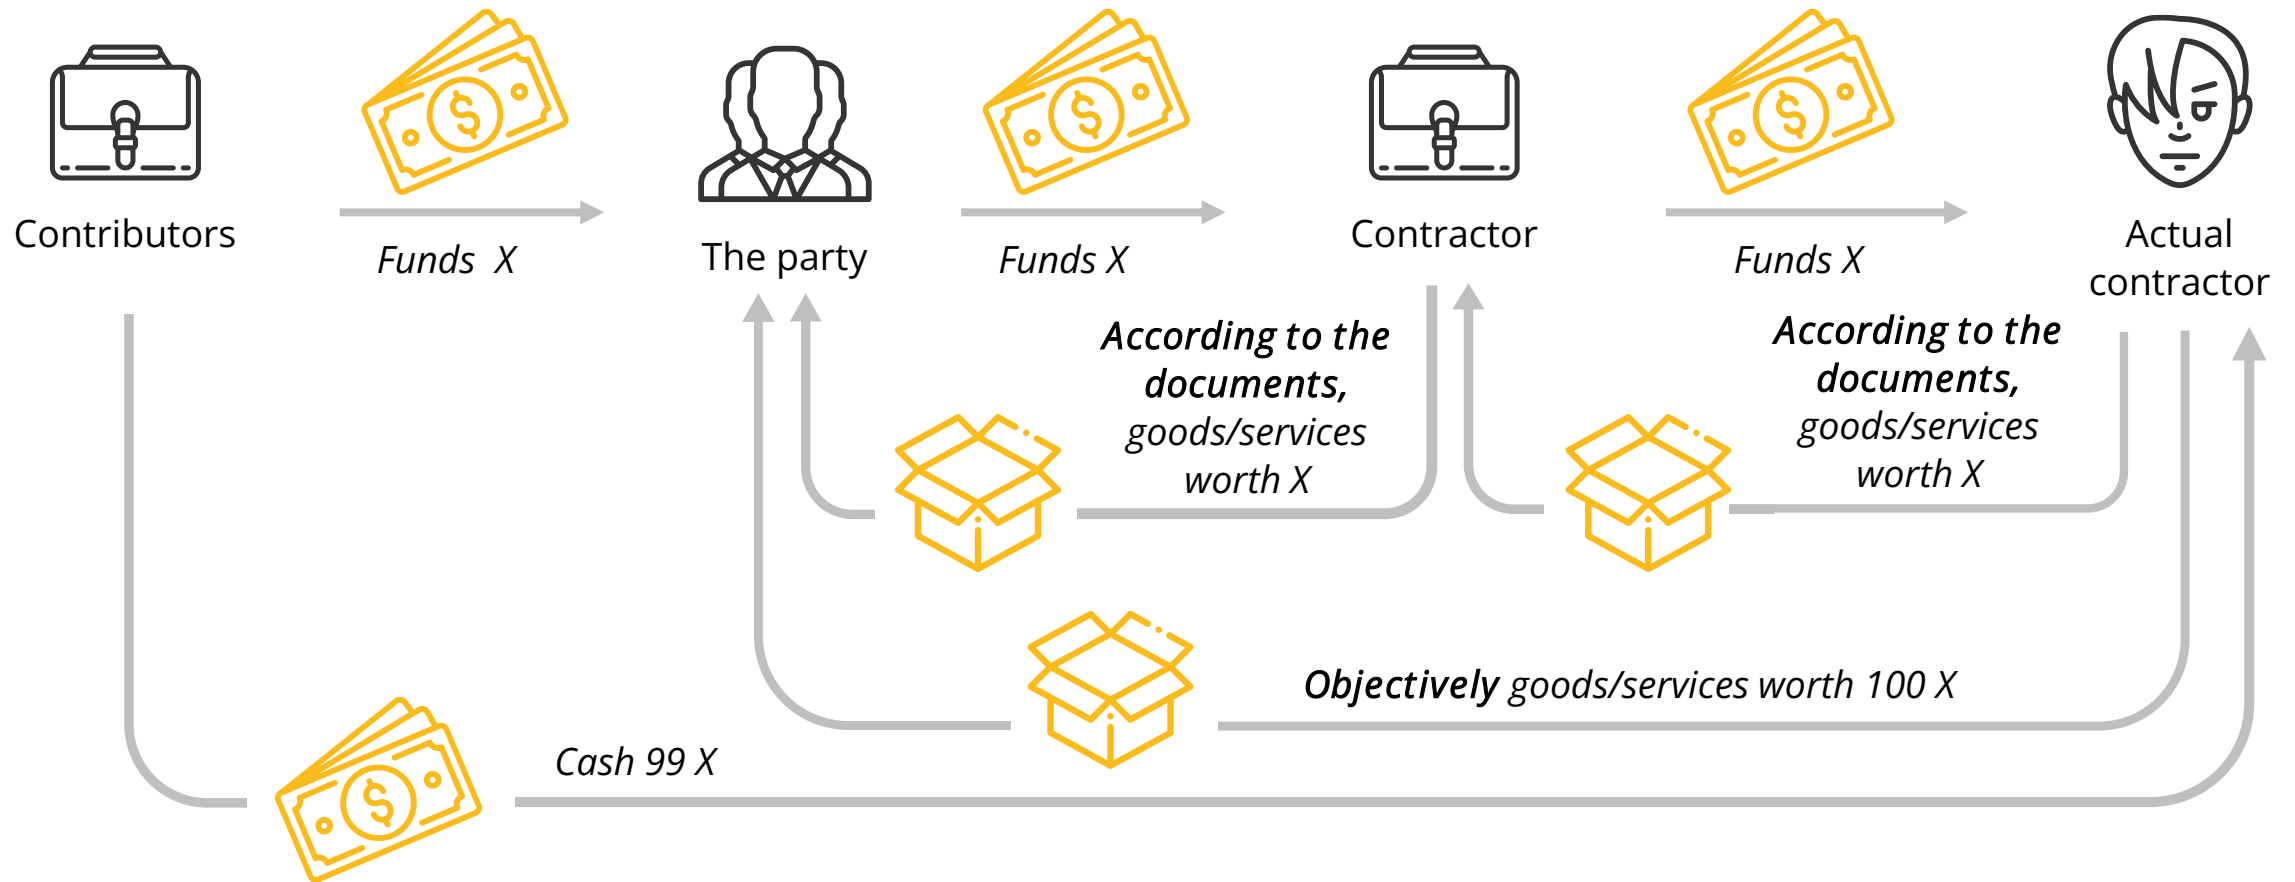 Contributors
Funds X
The party
Funds X
Contractor
Funds X
Actual
contractor
According to the
documents,
goods/services
worth X
According to the
documents,
goods/services
worth X
Objectively goods/services worth 100 X
Cash 99 X